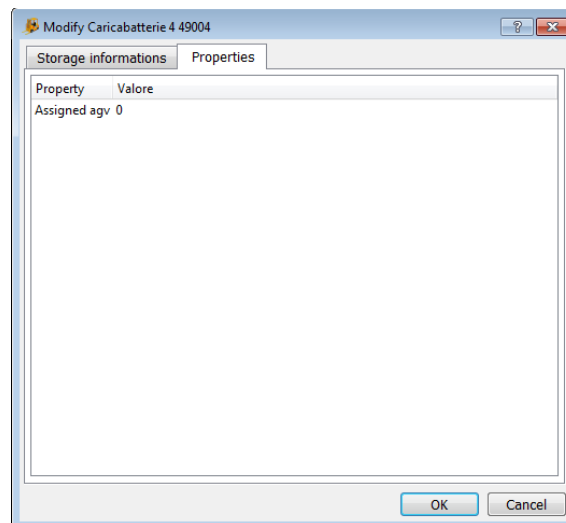 Modify Caricabatterie 4 49004
Storage informations Properties
Property Valore
Assigned agv 0
OK Cancel